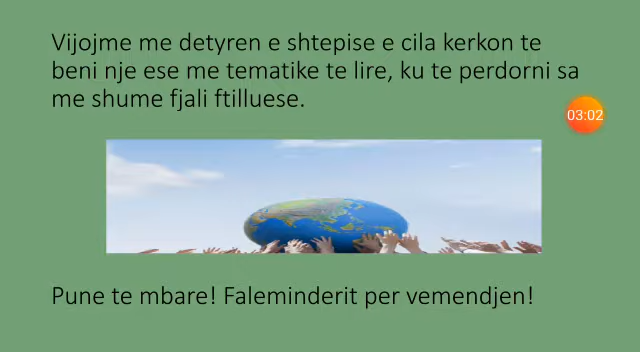 Vijojme me detyren e shtepise e cila kerkon te
beni nje ese me tematike te lire, ku te perdorni sa
me shume fjali ftilluese.
03:02
Pune te mbare! Faleminderit per vemendjen!